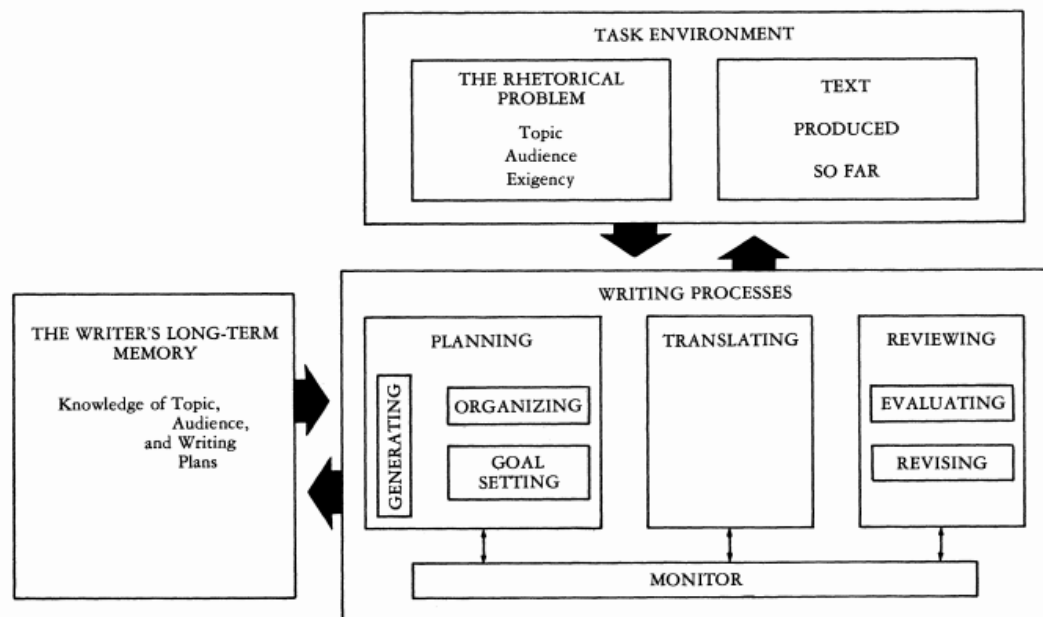 TASK ENVIRONMENT
THE RHETORICAL
PROBLEM
Topic
Audience
Exigency
TEXT
PRODUCED
SO FAR
THE WRITER'S LONG-TERM
MEMORY
Knowledge of Topic,
Audience,
and Writing
Plans
WRITING PROCESSES
PLANNING
GENERATING
ORGANIZING
GOAL
SETTING
TRANSLATING
REVIEWING
EVALUATING
REVISING
MONITOR